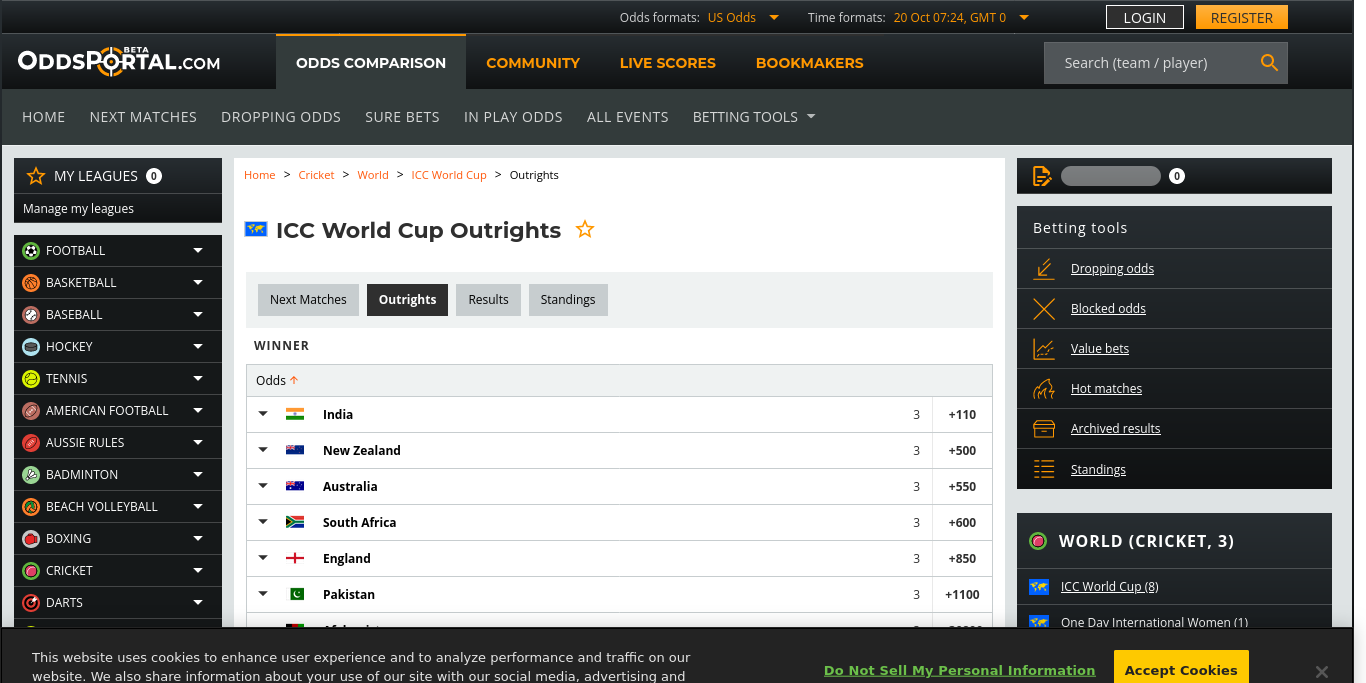 Odds formats: US Odds Time formats: 20 Oct 07:24, GMT 0 LOGIN REGISTER
ODDSPORTAL.COM BETA ODDS COMPARISON COMMUNITY LIVE SCORES BOOKMAKERS Search (team / player)
HOME NEXT MATCHES DROPPING ODDS SURE BETS IN PLAY ODDS ALL EVENTS BETTING TOOLS
MY LEAGUES 0
Manage my leagues
FOOTBALL
BASKETBALL
BASEBALL
HOCKEY
TENNIS
AMERICAN FOOTBALL
AUSSIE RULES
BADMINTON
BEACH VOLLEYBALL
BOXING
CRICKET
DARTS
Home > Cricket > World > ICC World Cup > Outrights
ICC World Cup Outrights
Next Matches Outrights Results Standings
WINNER
Odds
India 3 +110
New Zealand 3 +500
Australia 3 +550
South Africa 3 +600
England 3 +850
Pakistan 3 +1100
0
Betting tools
Dropping odds
Blocked odds
Value bets
Hot matches
Archived results
Standings
WORLD (CRICKET, 3)
ICC World Cup (8)
One Day International Women (1)
This website uses cookies to enhance user experience and to analyze performance and traffic on our
website. We also share information about your use of our site with our social media, advertising and
Do Not Sell My Personal Information Accept Cookies